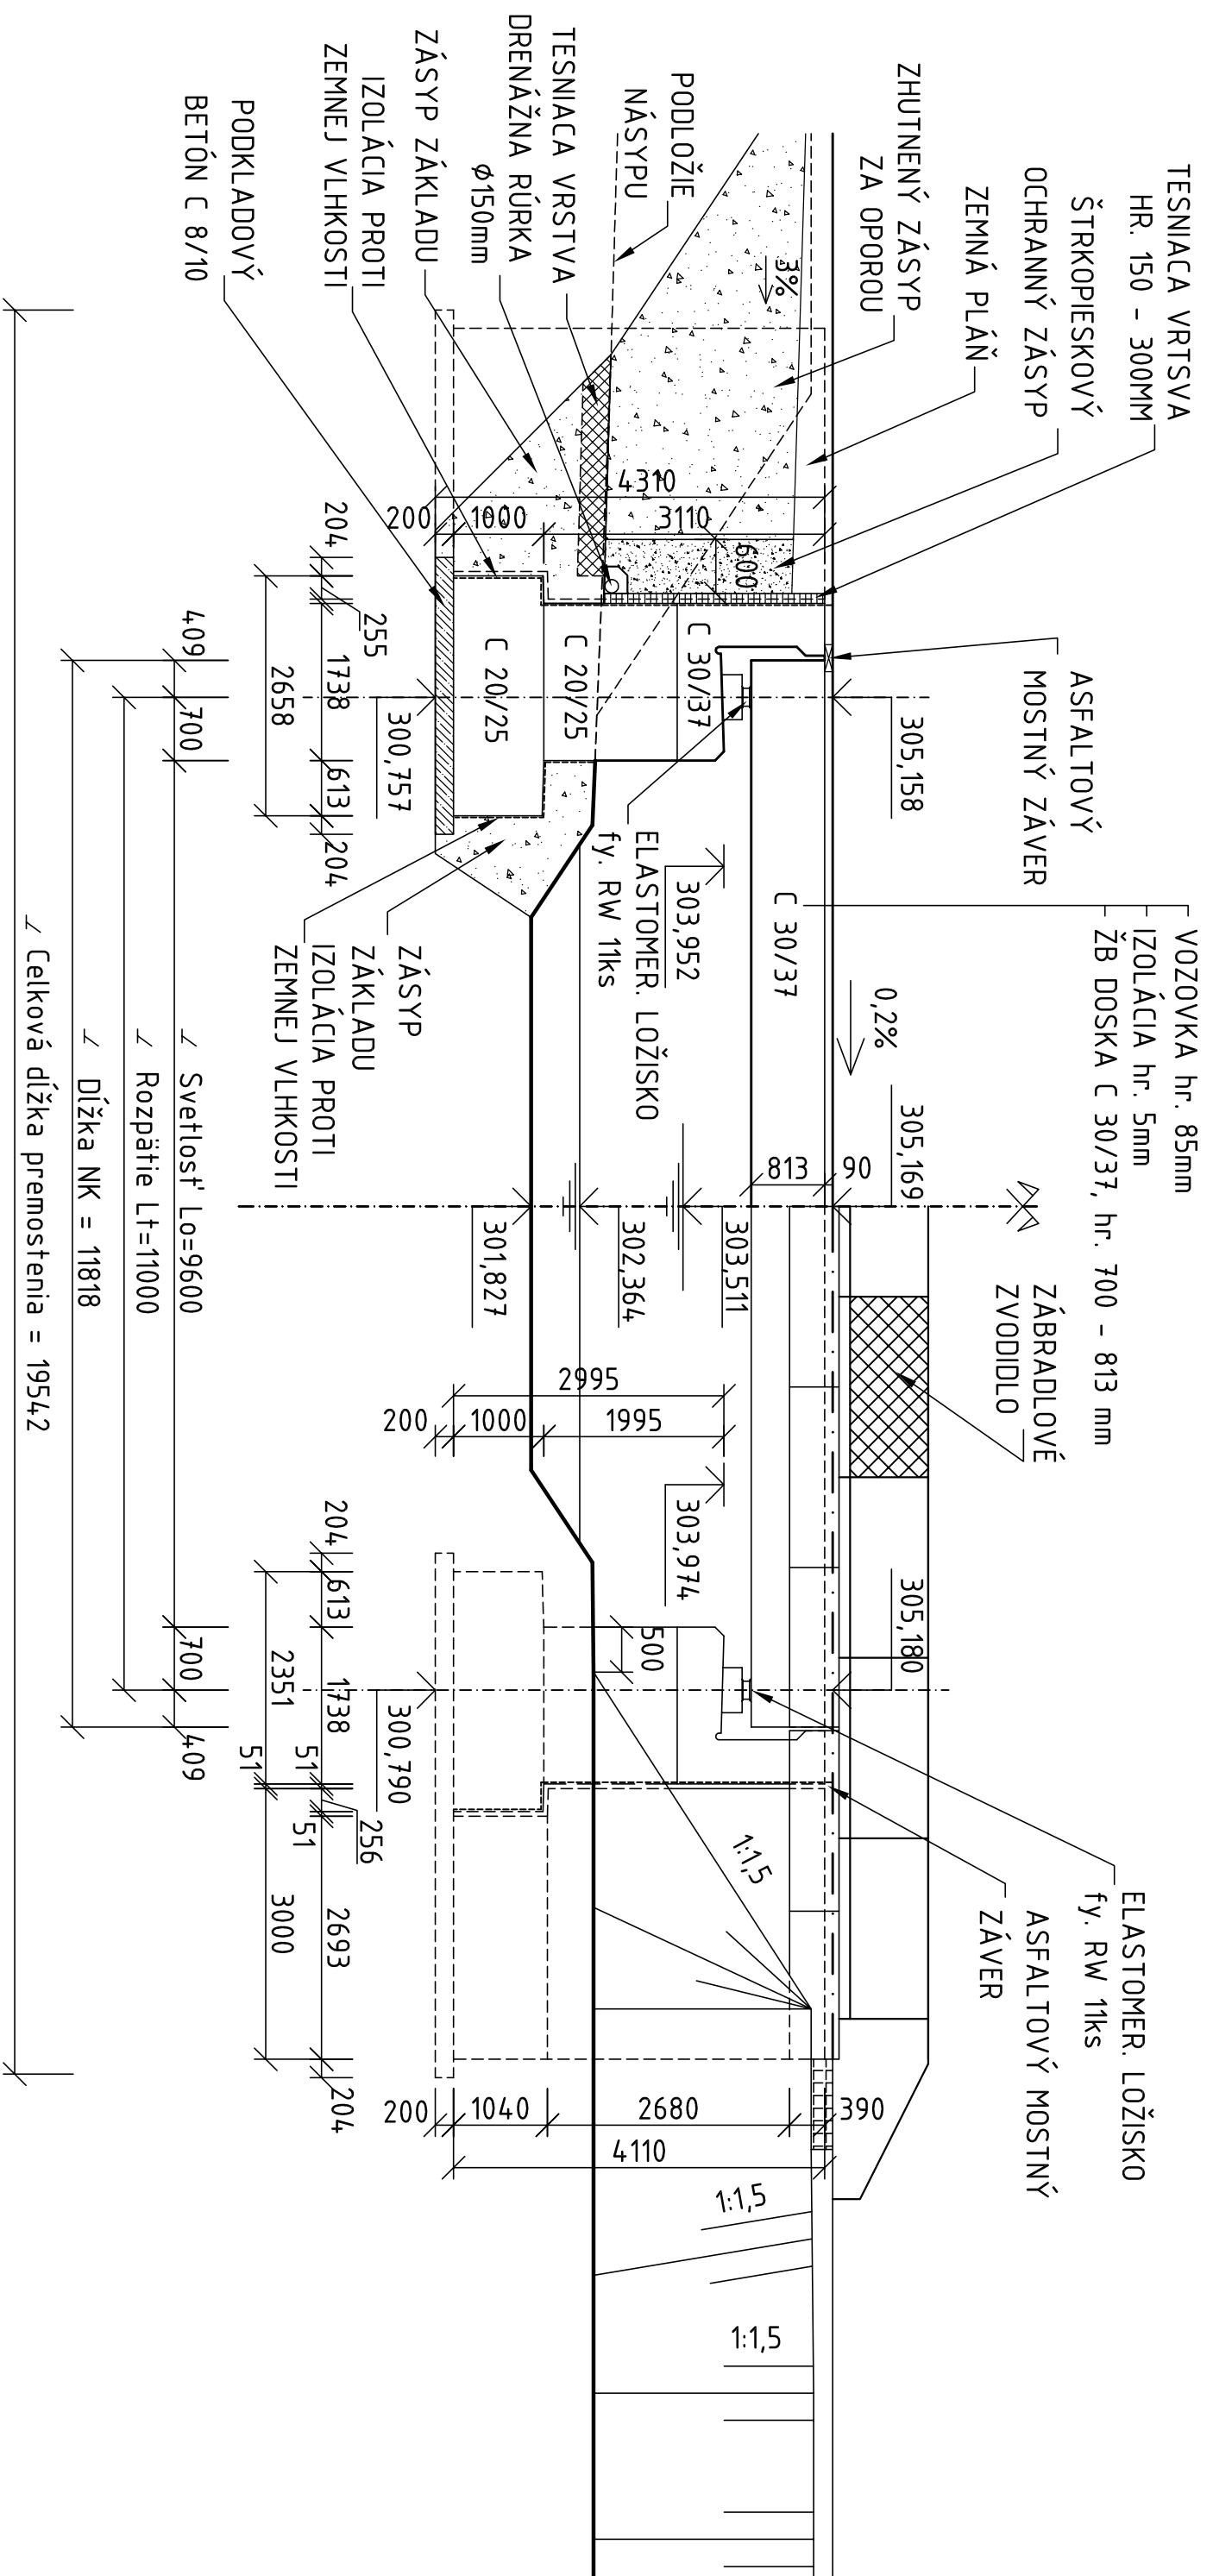 TESNIACA VRTSVA
HR. 150 - 300MM
ŠTRKOPIESKOVÝ
OCHRANNÝ ZÁSYP
ZEMNÁ PLÁŇ
ZHUTNENÝ ZÁSYP
ZA OPOROU
PODLOŽIE
NÁSYPU
TESNIACA VRSTVA
DRENÁŽNA RÚRKA
Ø150mm
ZÁSYP ZÁKLADU
IZOLÁCIA PROTI
ZEMNEJ VLHKOSTI
PODKLADOVÝ
BETÓN C 8/10
3%
4310
200
1000
3110
600
C 30/37
C 20/25
C 20/25
ASFALTOVÝ
MOSTNÝ ZÁVER
305,158
300,757
VOZOVKA hr. 85mm
IZOLÁCIA hr. 5mm
ŽB DOSKA C 30/37, hr. 700 - 813 mm
C 30/37
0,2%
303,952
ELASTOMER. LOŽISKO
fy. RW 11ks
ZÁSYP
ZÁKLADU
IZOLÁCIA PROTI
ZEMNEJ VLHKOSTI
305,169
813
90
303,511
302,364
301,827
ZÁBRADLOVÉ
ZVODIDLO
2995
200
1000
1995
303,974
305,180
500
300,790
ELASTOMER. LOŽISKO
fy. RW 11ks
ASFALTOVÝ MOSTNÝ
ZÁVER
1:1,5
1:1,5
1:1,5
200
1040
2680
390
4110
204
255
1738
613
204
2658
409
700
204
613
1738
51
256
51
2693
204
2351
51
3000
700
409
Svetlosť Lo=9600
Rozpätie Lt=11000
Dĺžka NK = 11818
Celková dĺžka premostenia = 19542